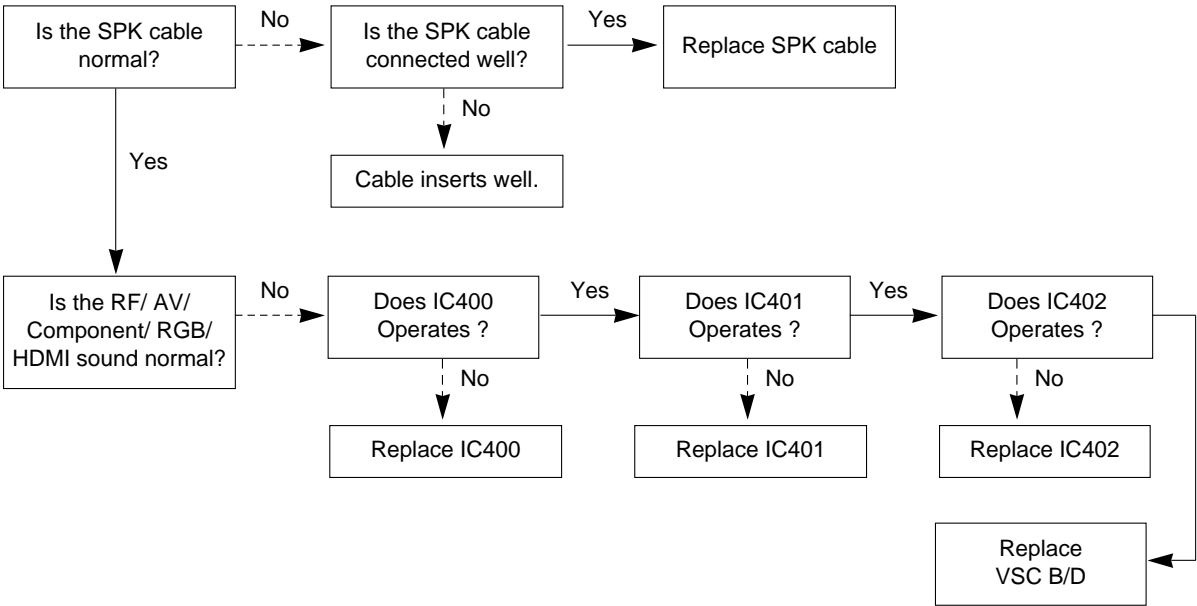 Is the SPK cable
normal?
No
Is the SPK cable
connected well?
Yes
Replace SPK cable
No
Cable inserts well.
Yes
Is the RF/ AV/
Component/ RGB/
HDMI sound normal?
No
Does IC400
Operates ?
Yes
Does IC401
Operates ?
Yes
Does IC402
Operates ?
No
Replace IC400
No
Replace IC401
No
Replace IC402
Replace
VSC B/D